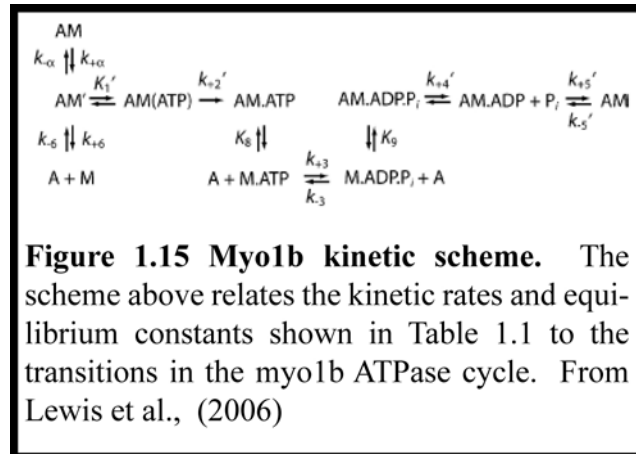 AM
k-α k+α
K1' k+2' k+4' k+5'
AM' ⇌ AM(ATP) → AM.ATP AM.ADP.Pi ⇌ AM.ADP + Pi ⇌ AM
k-5'
k-6 k+6 K8 K9
k+3
A + M A + M.ATP ⇌ M.ADP.Pi + A
k-3
Figure 1.15 Myo1b kinetic scheme. The
scheme above relates the kinetic rates and equi-
librium constants shown in Table 1.1 to the
transitions in the myo1b ATPase cycle. From
Lewis et al., (2006)